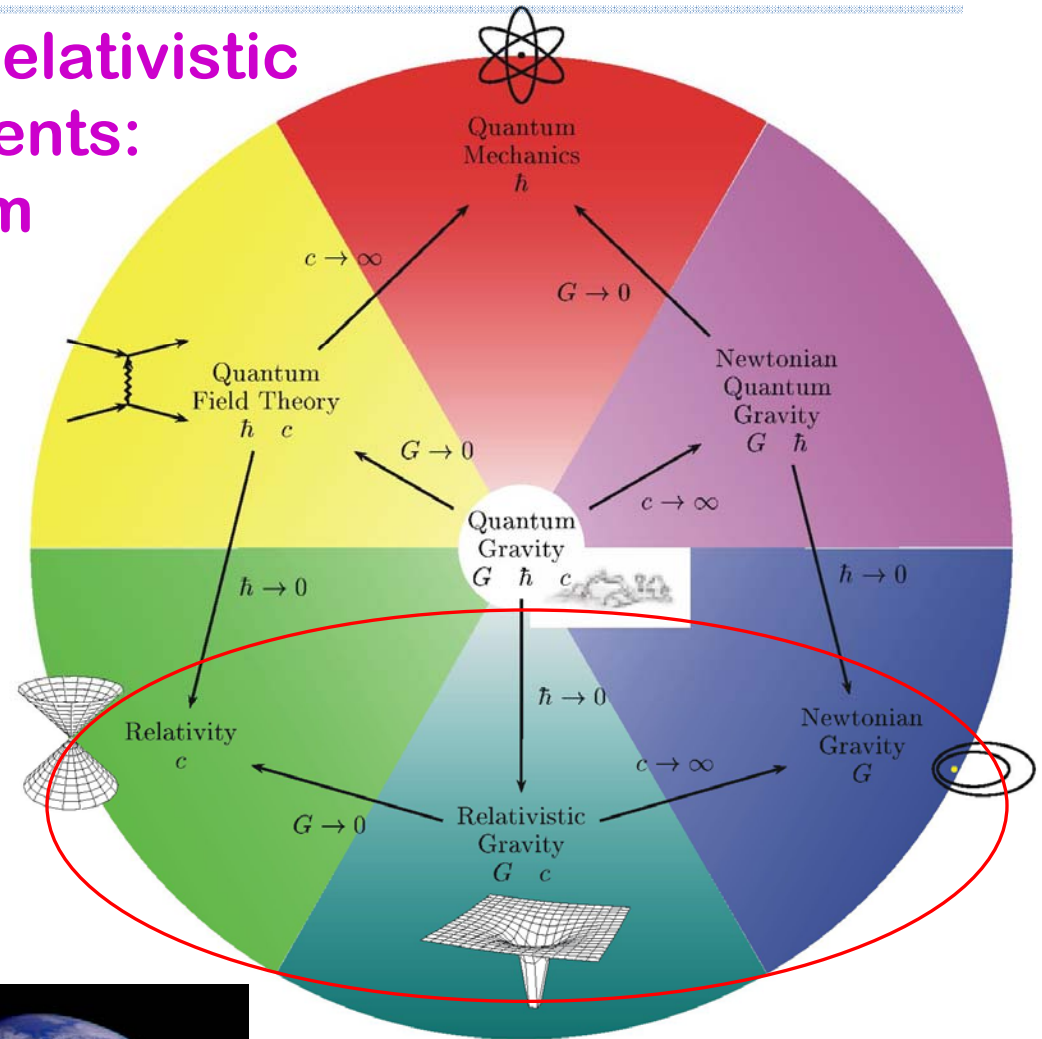 elativistic
ents:
m
Quantum
Mechanics
ℏ
c → ∞
G → 0
Quantum
Field Theory
ℏ c
Newtonian
Quantum
Gravity
G ℏ
G → 0
c → ∞
Quantum
Gravity
G ℏ c
ℏ → 0
ℏ → 0
ℏ → 0
Relativity
c
Newtonian
Gravity
G
c → ∞
G → 0
Relativistic
Gravity
G c